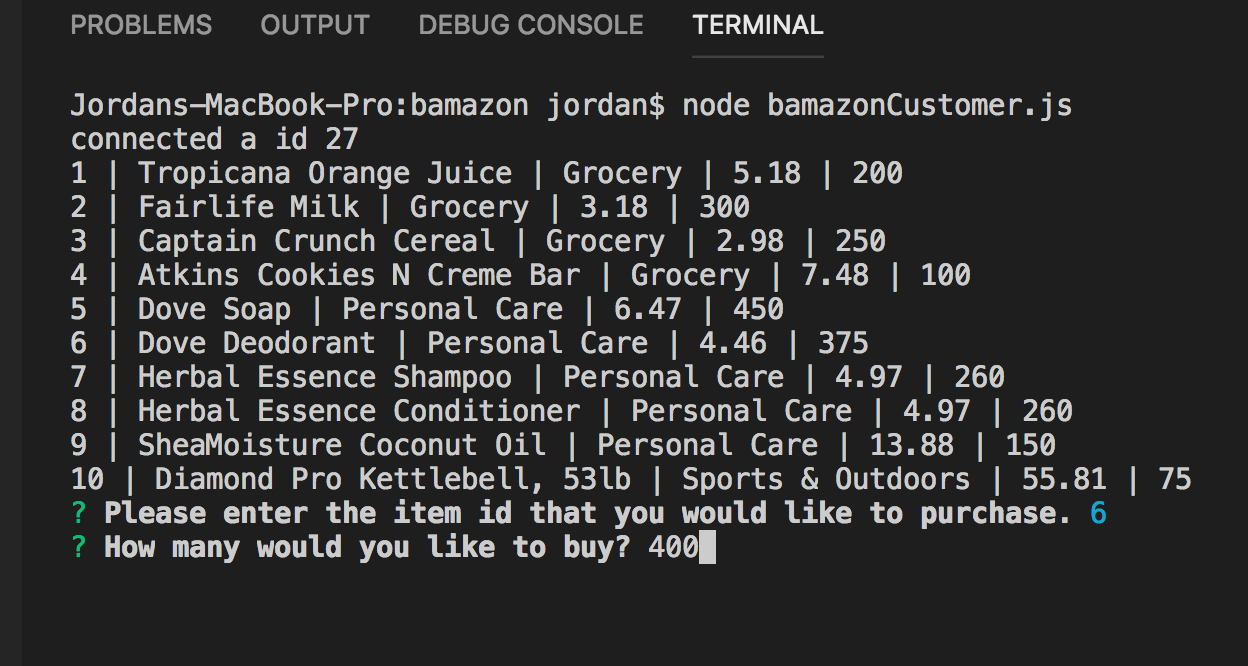 PROBLEMS OUTPUT DEBUG CONSOLE TERMINAL
Jordans-MacBook-Pro:bamazon jordan$ node bamazonCustomer.js
connected a id 27
1 | Tropicana Orange Juice | Grocery | 5.18 | 200
2 | Fairlife Milk | Grocery | 3.18 | 300
3 | Captain Crunch Cereal | Grocery | 2.98 | 250
4 | Atkins Cookies N Creme Bar | Grocery | 7.48 | 100
5 | Dove Soap | Personal Care | 6.47 | 450
6 | Dove Deodorant | Personal Care | 4.46 | 375
7 | Herbal Essence Shampoo | Personal Care | 4.97 | 260
8 | Herbal Essence Conditioner | Personal Care | 4.97 | 260
9 | SheaMoisture Coconut Oil | Personal Care | 13.88 | 150
10 | Diamond Pro Kettlebell, 53lb | Sports & Outdoors | 55.81 | 75
? Please enter the item id that you would like to purchase. 6
? How many would you like to buy? 400